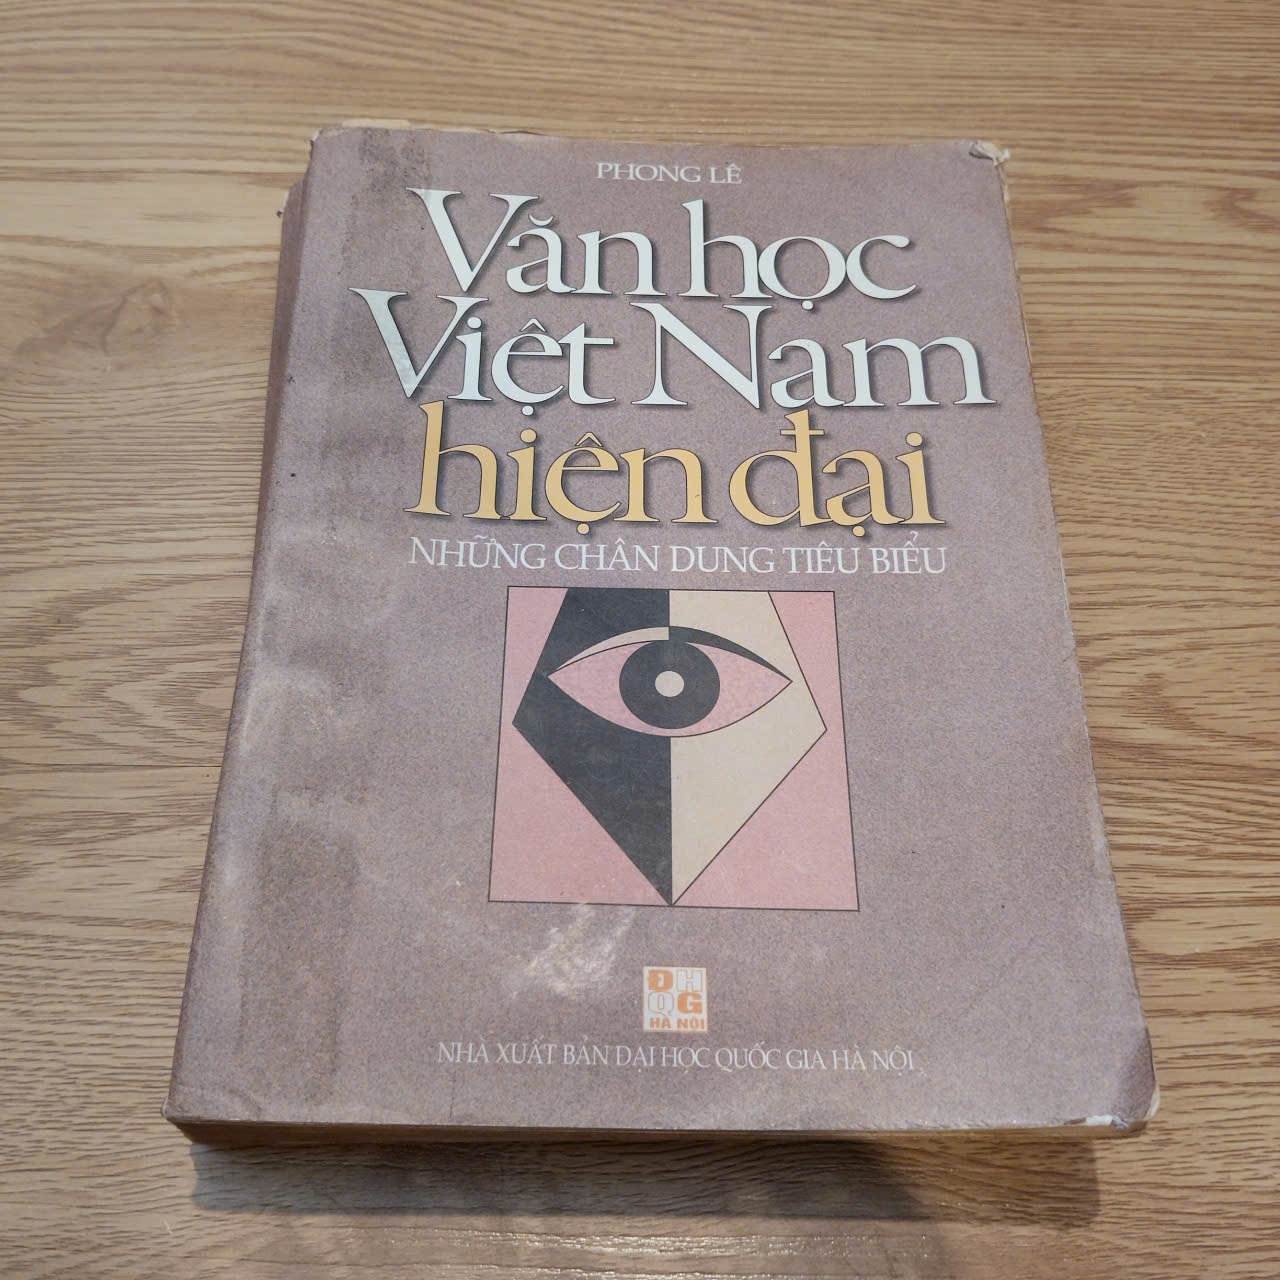 PHONG LÊ
Văn học
Việt Nam
hiện đại
NHỮNG CHÂN DUNG TIÊU BIỂU
ĐH
QG
HÀ NỘI
NHÀ XUẤT BẢN ĐẠI HỌC QUỐC GIA HÀ NỘI